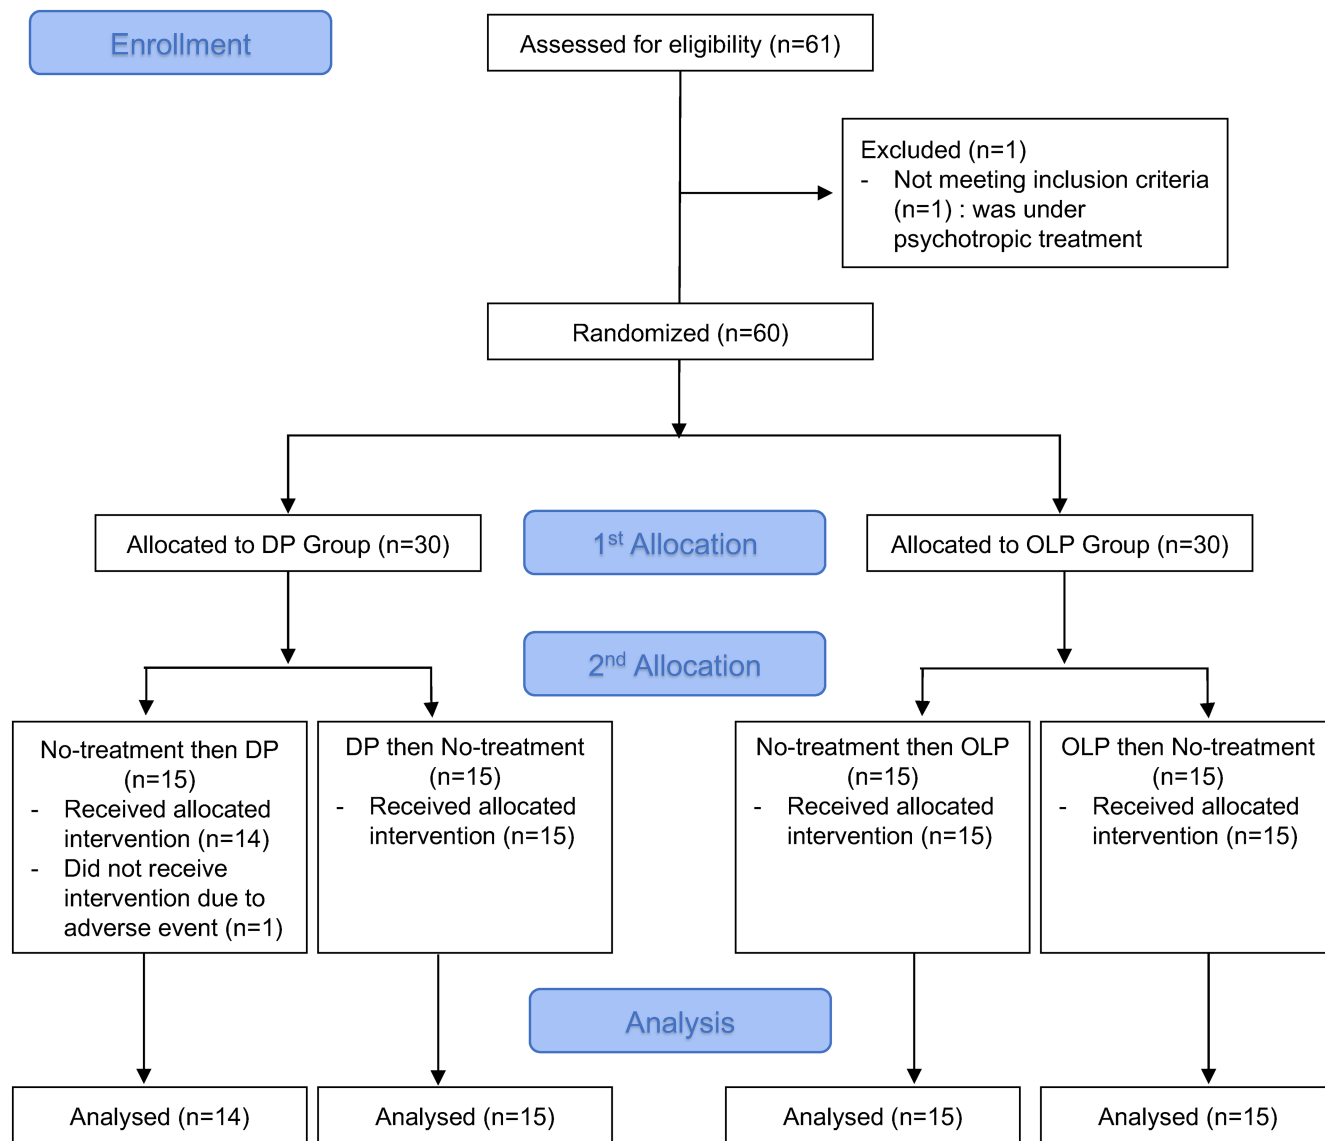 Enrollment
Assessed for eligibility (n=61)
Excluded (n=1)
- Not meeting inclusion criteria
(n=1) : was under
psychotropic treatment
Randomized (n=60)
Allocated to DP Group (n=30)
1st Allocation
Allocated to OLP Group (n=30)
2nd Allocation
No-treatment then DP
(n=15)
- Received allocated
intervention (n=14)
- Did not receive
intervention due to
adverse event (n=1)
DP then No-treatment
(n=15)
- Received allocated
intervention (n=15)
No-treatment then OLP
(n=15)
- Received allocated
intervention (n=15)
OLP then No-treatment
(n=15)
- Received allocated
intervention (n=15)
Analysis
Analysed (n=14)
Analysed (n=15)
Analysed (n=15)
Analysed (n=15)